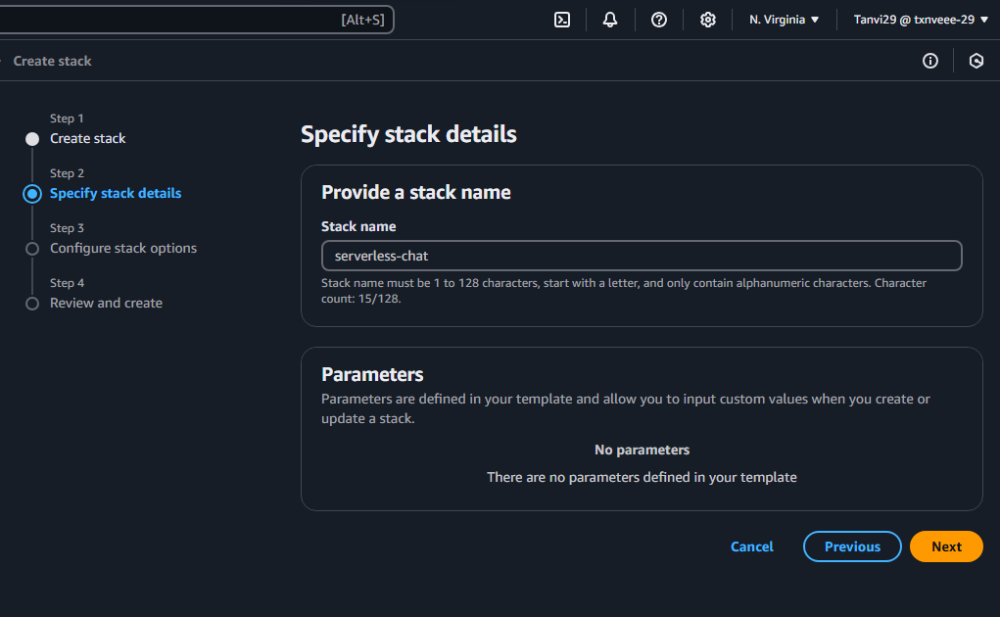 [Alt+S]
N. Virginia
Tanvi29 @ txnveee-29
Create stack
Step 1
Create stack
Step 2
Specify stack details
Step 3
Configure stack options
Step 4
Review and create
Specify stack details
Provide a stack name
Stack name
serverless-chat
Stack name must be 1 to 128 characters, start with a letter, and only contain alphanumeric characters. Character
count: 15/128.
Parameters
Parameters are defined in your template and allow you to input custom values when you create or
update a stack.
No parameters
There are no parameters defined in your template
Cancel
Previous
Next